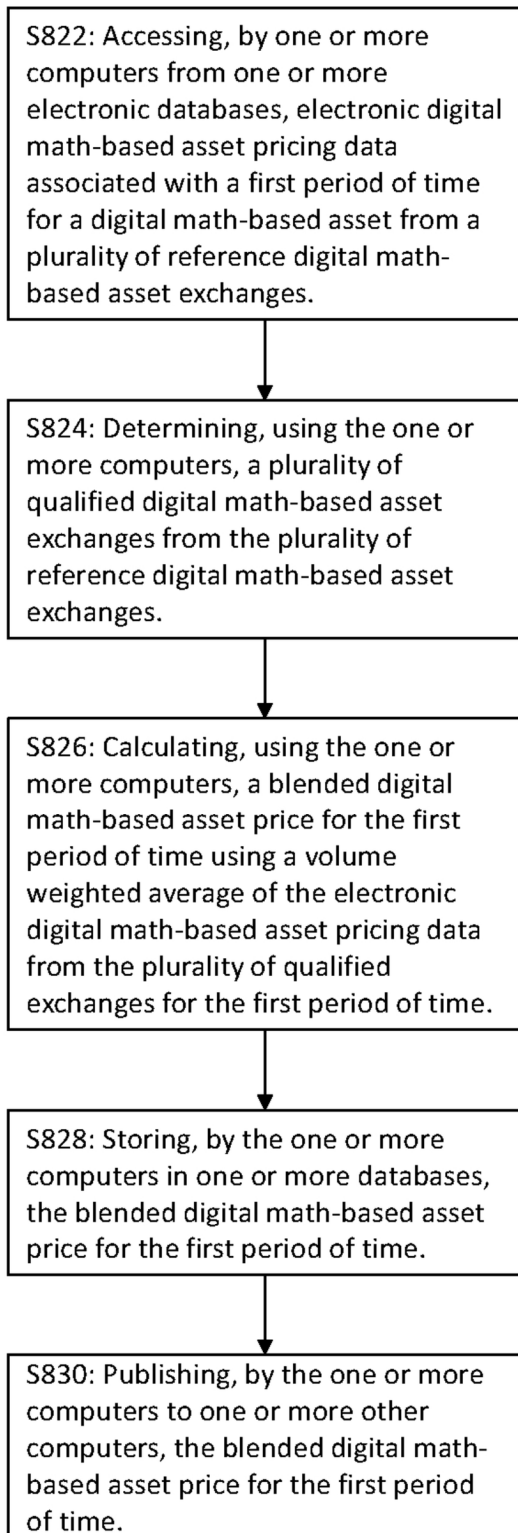 S822: Accessing, by one or more
computers from one or more
electronic databases, electronic digital
math-based asset pricing data
associated with a first period of time
for a digital math-based asset from a
plurality of reference digital math-
based asset exchanges.
S824: Determining, using the one or
more computers, a plurality of
qualified digital math-based asset
exchanges from the plurality of
reference digital math-based asset
exchanges.
S826: Calculating, using the one or
more computers, a blended digital
math-based asset price for the first
period of time using a volume
weighted average of the electronic
digital math-based asset pricing data
from the plurality of qualified
exchanges for the first period of time.
S828: Storing, by the one or more
computers in one or more databases,
the blended digital math-based asset
price for the first period of time.
S830: Publishing, by the one or more
computers to one or more other
computers, the blended digital math-
based asset price for the first period
of time.